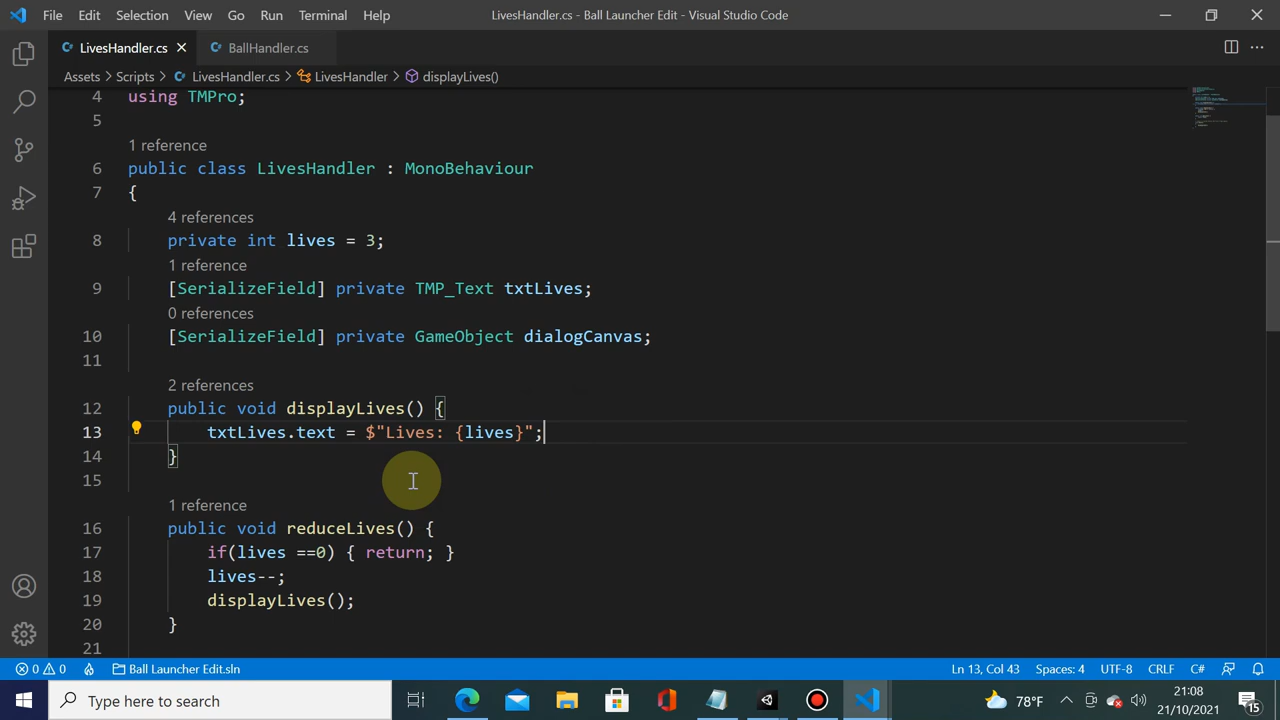 File Edit Selection View Go Run Terminal Help LivesHandler.cs - Ball Launcher Edit - Visual Studio Code
LivesHandler.cs BallHandler.cs
Assets > Scripts > LivesHandler.cs > LivesHandler > displayLives()
4 using TMPro;
5
1 reference
6 public class LivesHandler : MonoBehaviour
7 {
4 references
8 private int lives = 3;
1 reference
9 [SerializeField] private TMP_Text txtLives;
0 references
10 [SerializeField] private GameObject dialogCanvas;
11
2 references
12 public void displayLives() {
13 txtLives.text = $"Lives: {lives}";
14 }
15
1 reference
16 public void reduceLives() {
17 if(lives ==0) { return; }
18 lives--;
19 displayLives();
20 }
21
0 0 Ball Launcher Edit.sln Ln 13, Col 43 Spaces: 4 UTF-8 CRLF C#
Type here to search 78°F 21:08
21/10/2021 15